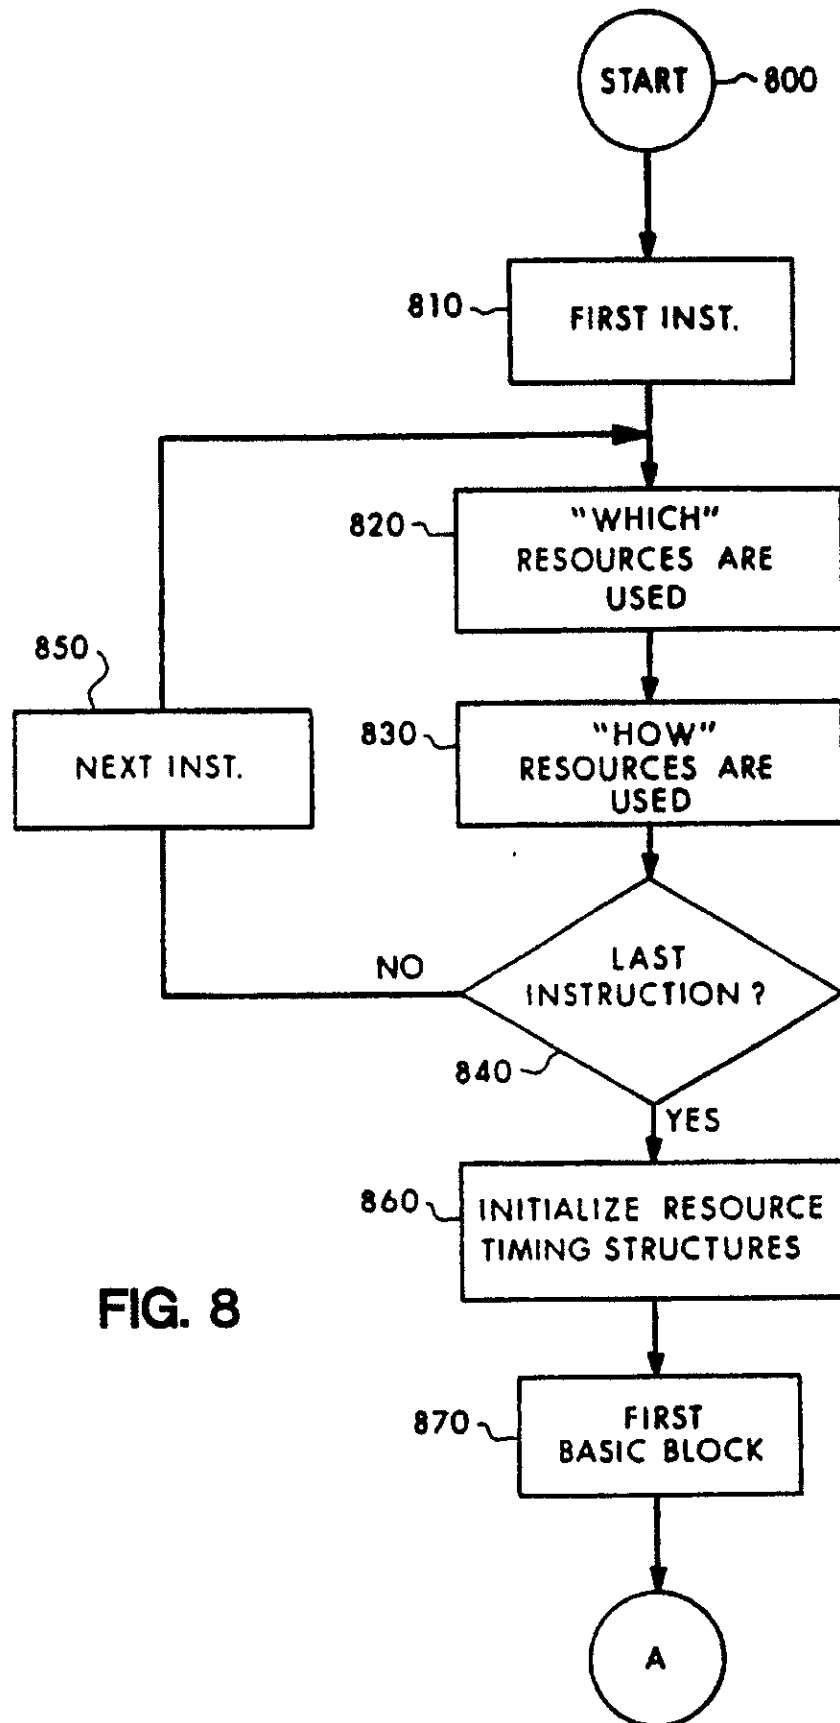 START
800
810
FIRST INST.
820
"WHICH"
RESOURCES ARE
USED
850
NEXT INST.
830
"HOW"
RESOURCES ARE
USED
NO
LAST
INSTRUCTION ?
840
YES
860
INITIALIZE RESOURCE
TIMING STRUCTURES
FIG. 8
870
FIRST
BASIC BLOCK
A